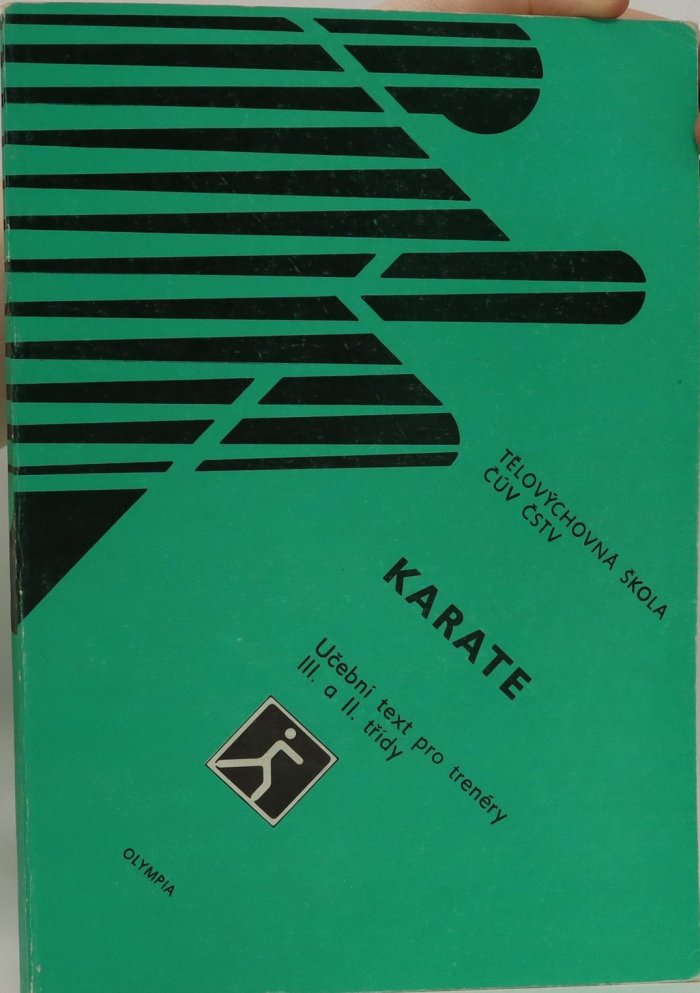 TĚLOVÝCHOVNÁ ŠKOLA
ČÚV ČSTV
KARATE
Učební text pro trenéry
III. a II. třídy
OLYMPIA